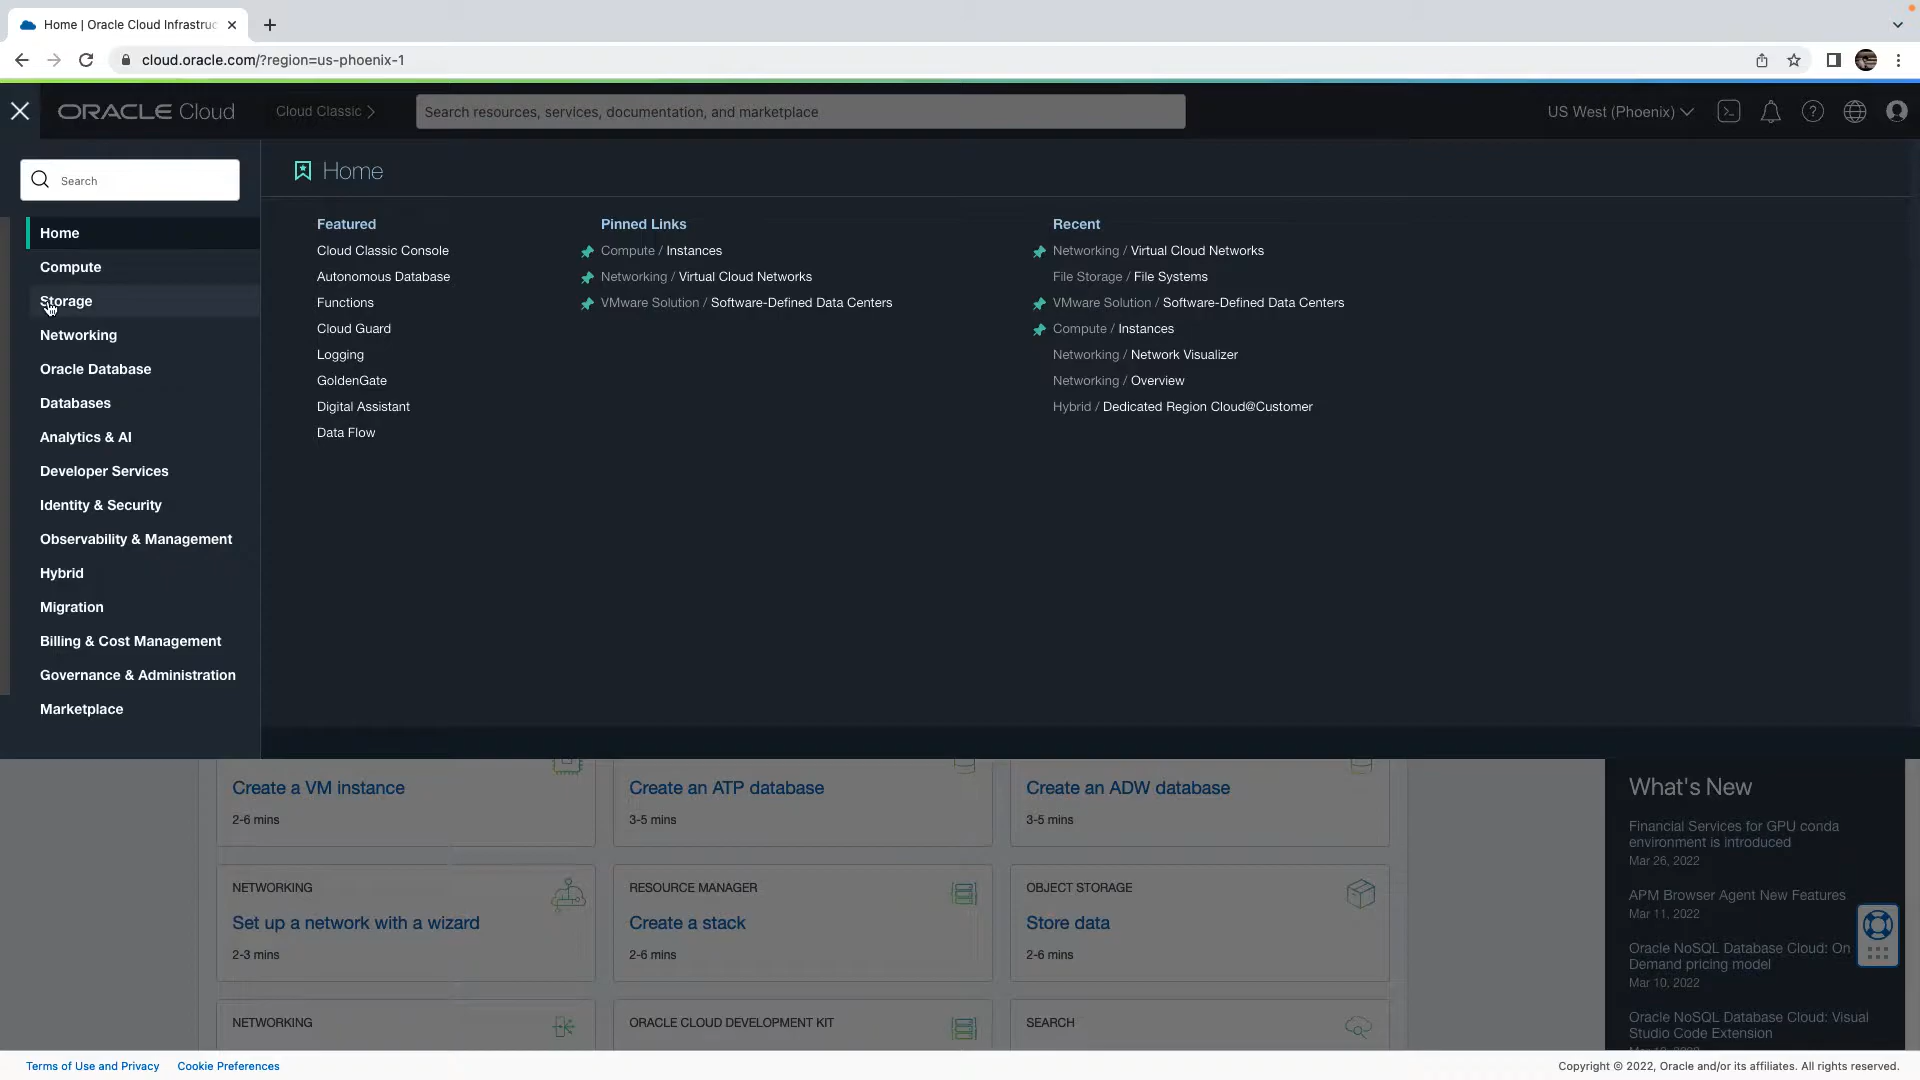 Home | Oracle Cloud Infrastruc
cloud.oracle.com/?region=us-phoenix-1
ORACLE Cloud
Cloud Classic
Search resources, services, documentation, and marketplace
US West (Phoenix)
Search
Home
Compute
Storage
Networking
Oracle Database
Databases
Analytics & AI
Developer Services
Identity & Security
Observability & Management
Hybrid
Migration
Billing & Cost Management
Governance & Administration
Marketplace
Home
Featured
Cloud Classic Console
Autonomous Database
Functions
Cloud Guard
Logging
GoldenGate
Digital Assistant
Data Flow
Pinned Links
Compute / Instances
Networking / Virtual Cloud Networks
VMware Solution / Software-Defined Data Centers
Recent
Networking / Virtual Cloud Networks
File Storage / File Systems
VMware Solution / Software-Defined Data Centers
Compute / Instances
Networking / Network Visualizer
Networking / Overview
Hybrid / Dedicated Region Cloud@Customer
Create a VM instance
2-6 mins
Create an ATP database
3-5 mins
Create an ADW database
3-5 mins
NETWORKING
Set up a network with a wizard
2-3 mins
RESOURCE MANAGER
Create a stack
2-6 mins
OBJECT STORAGE
Store data
2-6 mins
NETWORKING
ORACLE CLOUD DEVELOPMENT KIT
SEARCH
What's New
Financial Services for GPU conda
environment is introduced
Mar 26, 2022
APM Browser Agent New Features
Mar 11, 2022
Oracle NoSQL Database Cloud: On
Demand pricing model
Mar 10, 2022
Oracle NoSQL Database Cloud: Visual
Studio Code Extension
Terms of Use and Privacy
Cookie Preferences
Copyright © 2022, Oracle and/or its affiliates. All rights reserved.